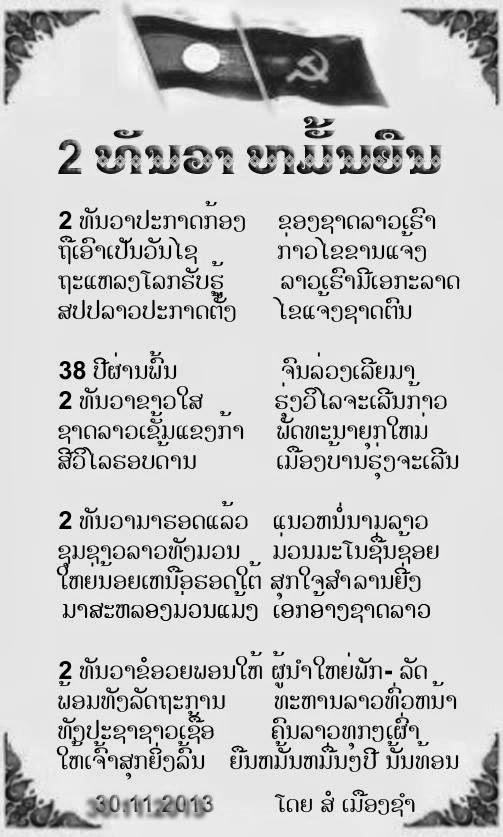 2 ທັນວາ ຫມັ້ນຍືນ
2 ທັນວາປະກາດກ້ອງ ຂອງຊາດລາວເຮົາ
ຖືເອົາເປັນວັນໄຊ ກ່າວໄຂຂານແຈ້ງ
ຖະແຫລງໂລກຮັບຮູ້ ລາວເຮົາມີເອກະລາດ
ສປປລາວປະກາດຕັ້ງ ໄຂແຈ້ງຊາດຕົນ
38 ປີຜ່ານພົ້ນ ຈົນລ່ວງເລີຍມາ
2 ທັນວາຂາວໃສ ຮຸ່ງວິໄລຈະເລີນກ້າວ
ຊາດລາວເຂັ້ມແຂງກ້າ ພັດທະນາຍຸກໃຫມ່
ສີວິໄລຮອບດ້ານ ເມືອງບ້ານຮຸ່ງຈະເລີນ
2 ທັນວາມາຮອດແລ້ວ ແນວຫນໍ່ນາມລາວ
ຊຸມຊາວລາວທັງມວນ ມ່ວນມະໂນຊື່ນຊ້ອຍ
ໃຫຍ່ນ້ອຍເຫນືອຮອດໃຕ້ ສຸກໃຈສຳລານຍິ່ງ
ມາສະຫລອງມ່ວນແມ້ງ ເອກອ້າງຊາດລາວ
2 ທັນວາຂໍອວຍພອນໃຫ້ ຜູ້ນຳໃຫຍ່ພັກ- ລັດ
ພ້ອມທັງລັດຖະການ ທະຫານລາວທົ່ວຫນ້າ
ທັງປະຊາຊາວເຊື້ອ ຄົນລາວທຸກໆເຜົ່າ
ໃຫ້ເຈົ້າສຸກຍິ່ງລົ້ນ ຍືນຫມັ້ນຫມື່ນໆປີ ນັ້ນທ້ອນ
30.11.2013 ໂດຍ ສໍ ເມືອງຊຳ